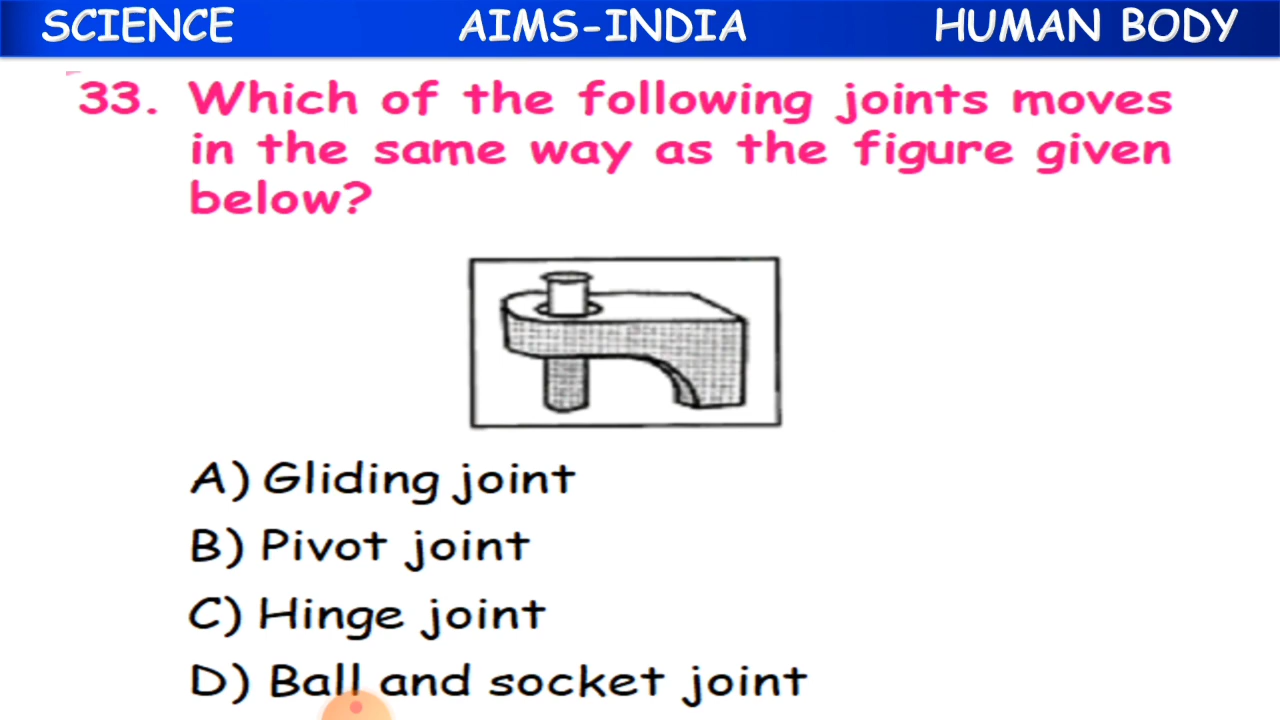 SCIENCE AIMS-INDIA HUMAN BODY
33. Which of the following joints moves
in the same way as the figure given
below?
A) Gliding joint
B) Pivot joint
C) Hinge joint
D) Ball and socket joint